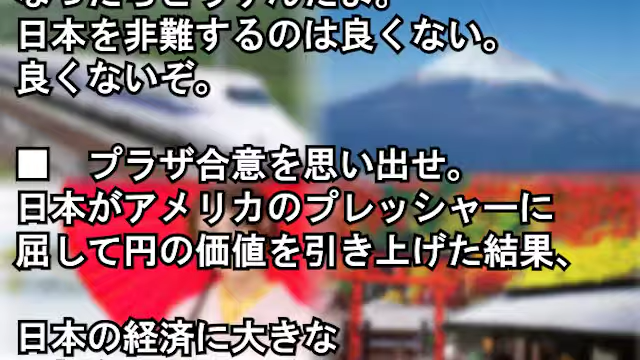 日本を非難するのは良くない。
良くないぞ。
■ プラザ合意を思い出せ。
日本がアメリカのプレッシャーに
屈して円の価値を引き上げた結果、
日本の経済に大きな